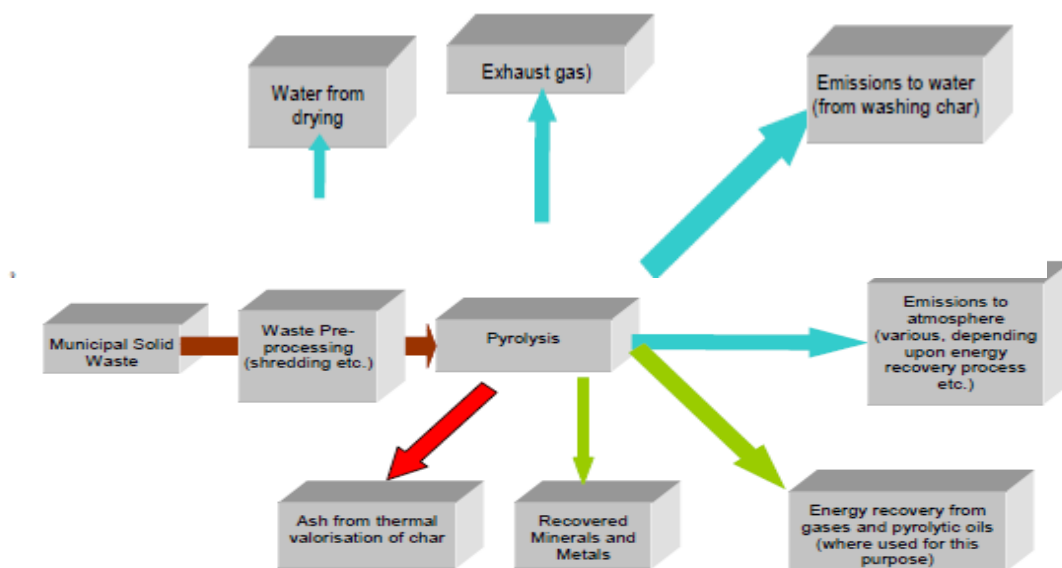 Water from
drying
Exhaust gas)
Emissions to water
(from washing char)
Municipal Solid
Waste
Waste Pre-
processing
(shredding etc.)
Pyrolysis
Emissions to
atmosphere
(various, depending
upon energy
recovery process
etc.)
Ash from thermal
valorisation of char
Recovered
Minerals and
Metals
Energy recovery from
gases and pyrolytic oils
(where used for this
purpose)